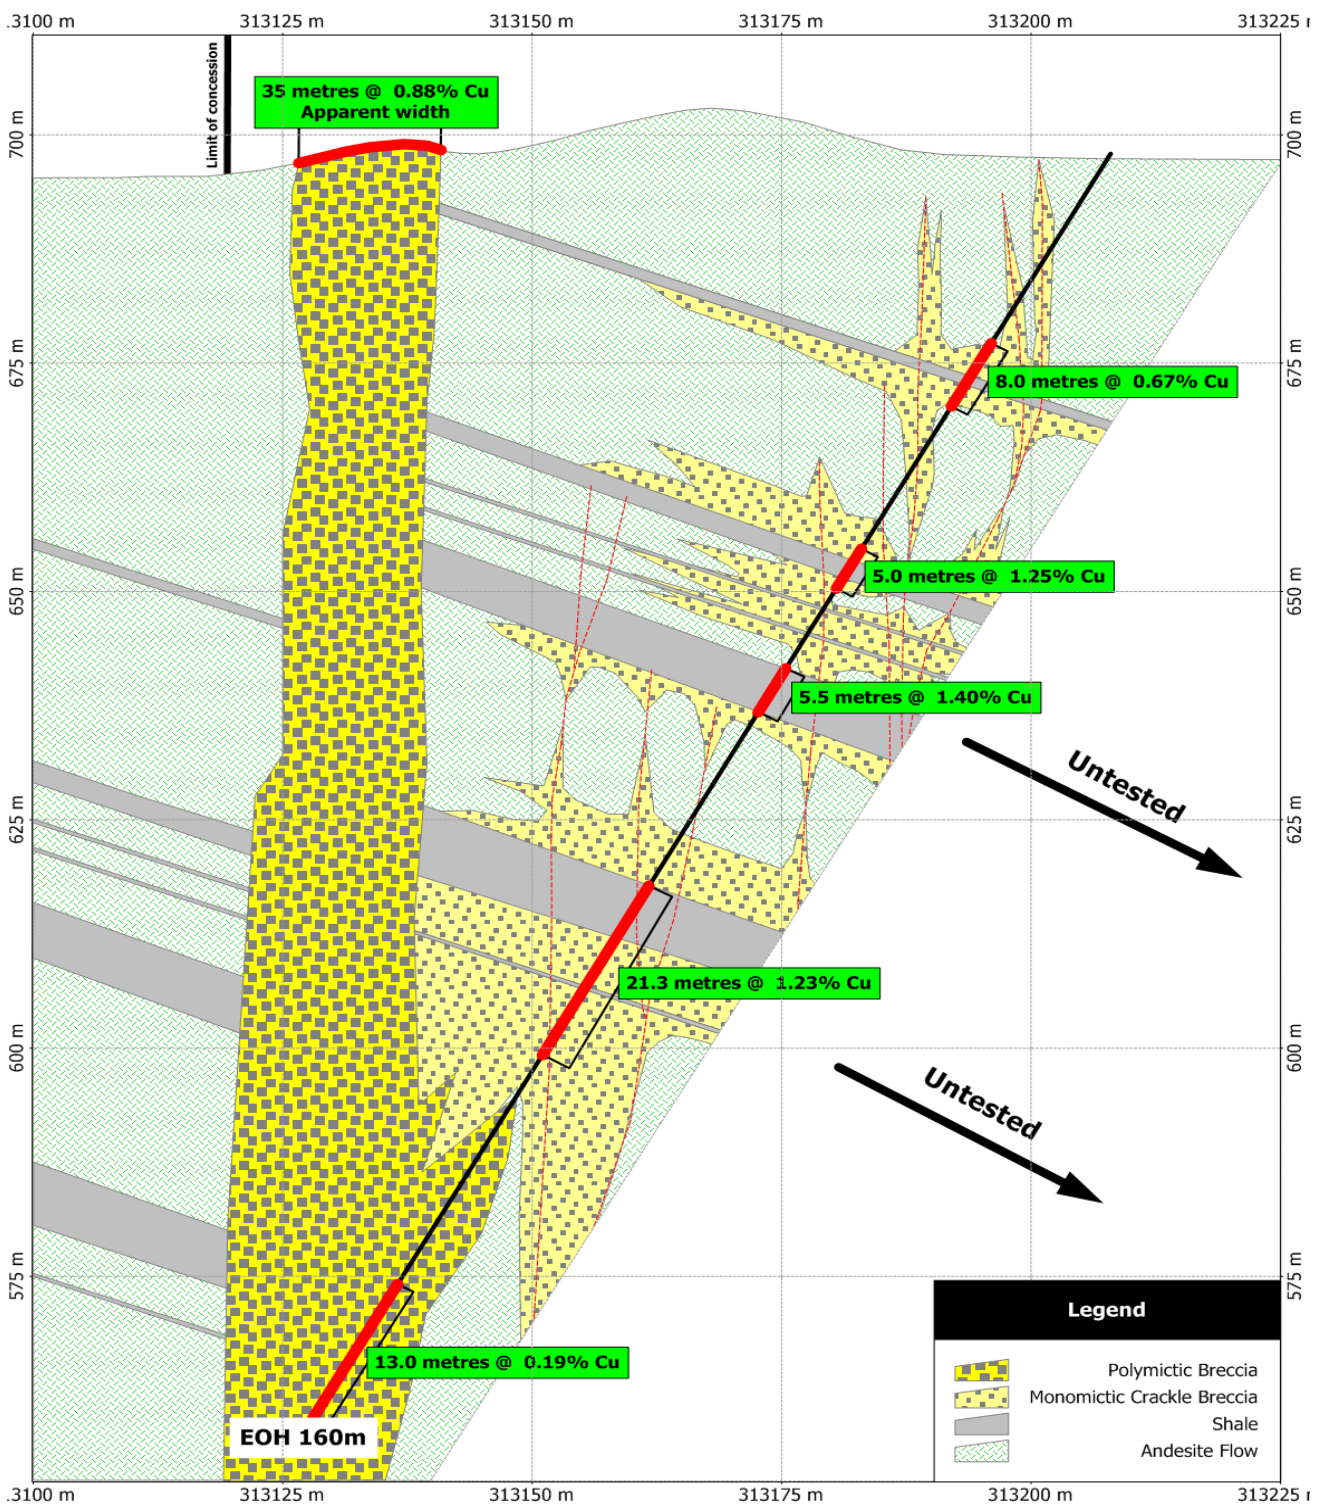 .3100 m
313125 m
313150 m
313175 m
313200 m
313225 m
Limit of concession
35 metres @ 0.88% Cu
Apparent width
700 m
700 m
675 m
675 m
8.0 metres @ 0.67% Cu
650 m
650 m
5.0 metres @ 1.25% Cu
5.5 metres @ 1.40% Cu
Untested
625 m
625 m
21.3 metres @ 1.23% Cu
600 m
600 m
Untested
575 m
575 m
Legend
13.0 metres @ 0.19% Cu
Polymictic Breccia
Monomictic Crackle Breccia
Shale
Andesite Flow
EOH 160m
.3100 m
313125 m
313150 m
313175 m
313200 m
313225 m